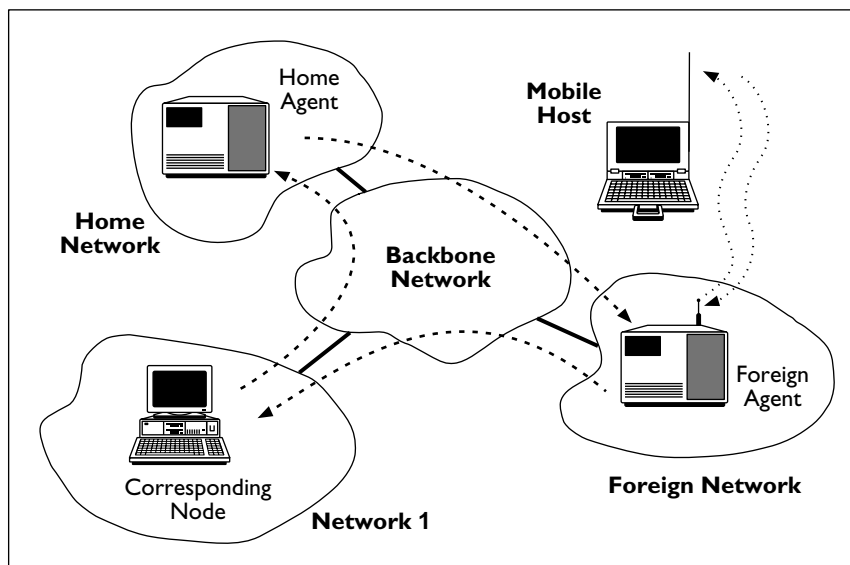 Home
Agent
Mobile
Host
Home
Network
Backbone
Network
Foreign
Agent
Corresponding
Node
Foreign Network
Network 1